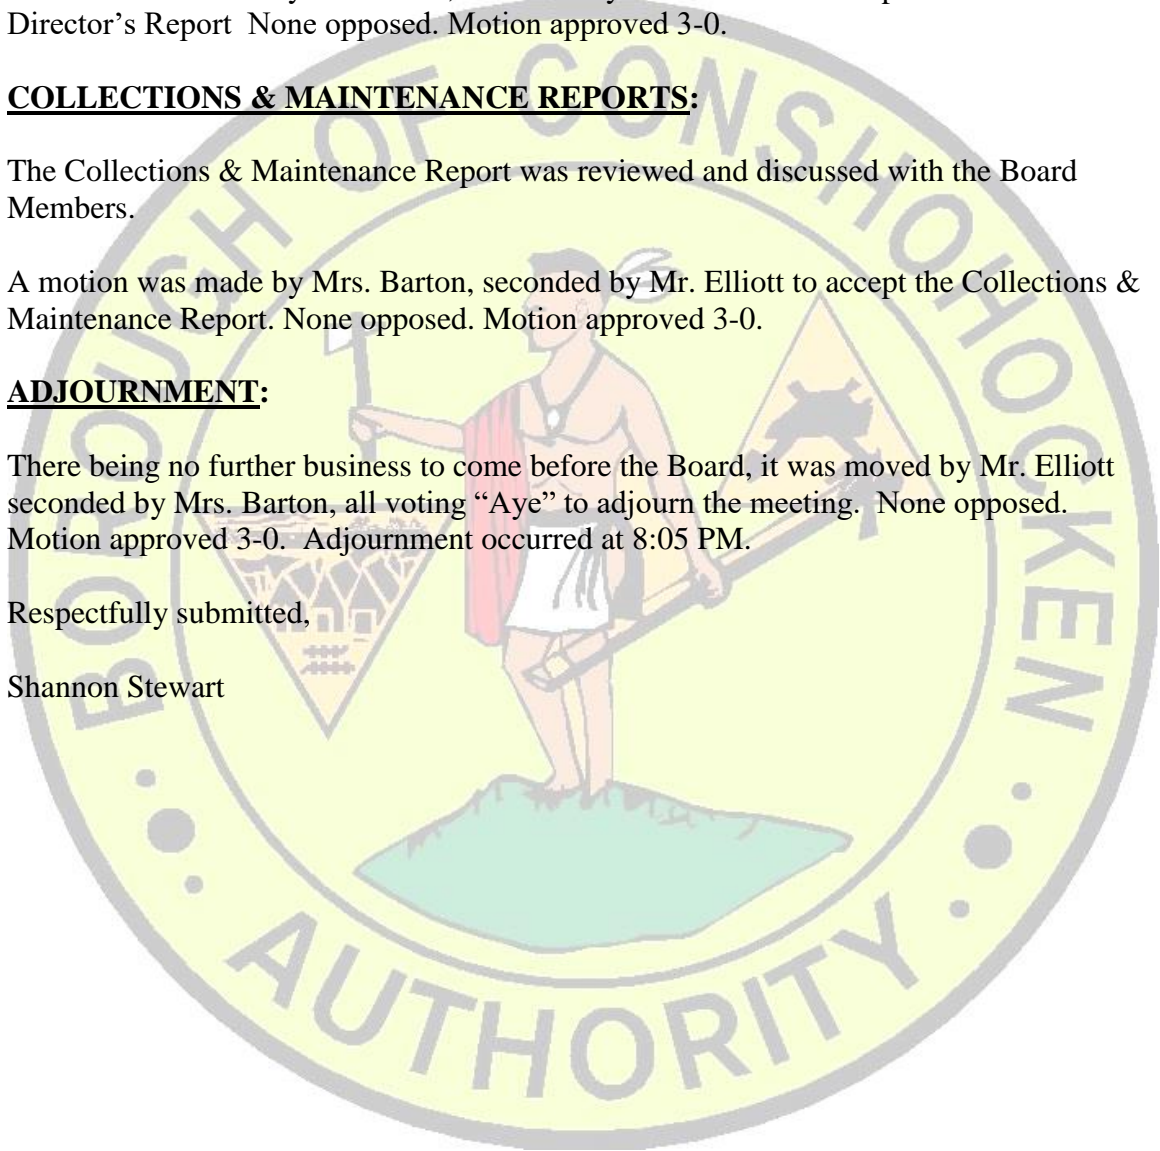 Director’s Report  None opposed. Motion approved 3-0.
COLLECTIONS & MAINTENANCE REPORTS:
The Collections & Maintenance Report was reviewed and discussed with the Board
Members.
A motion was made by Mrs. Barton, seconded by Mr. Elliott to accept the Collections &
Maintenance Report. None opposed. Motion approved 3-0.
ADJOURNMENT:
There being no further business to come before the Board, it was moved by Mr. Elliott
seconded by Mrs. Barton, all voting “Aye” to adjourn the meeting.  None opposed.
Motion approved 3-0.  Adjournment occurred at 8:05 PM.
Respectfully submitted,
Shannon Stewart
BOROUGH OF CONSHOHOCKEN
AUTHORITY